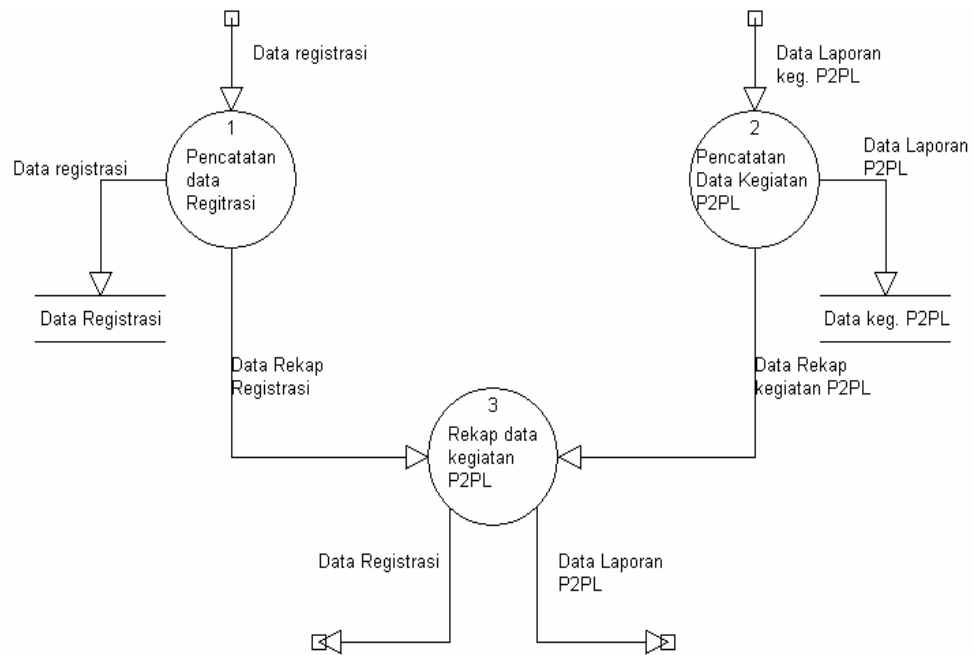 Data registrasi
Data Laporan
keg. P2PL
1
Pencatatan
data
Regitrasi
Data registrasi
2
Pencatatan
Data Kegiatan
P2PL
Data Laporan
P2PL
Data Registrasi
Data keg. P2PL
Data Rekap
Registrasi
Data Rekap
kegiatan P2PL
3
Rekap data
kegiatan
P2PL
Data Registrasi
Data Laporan
P2PL